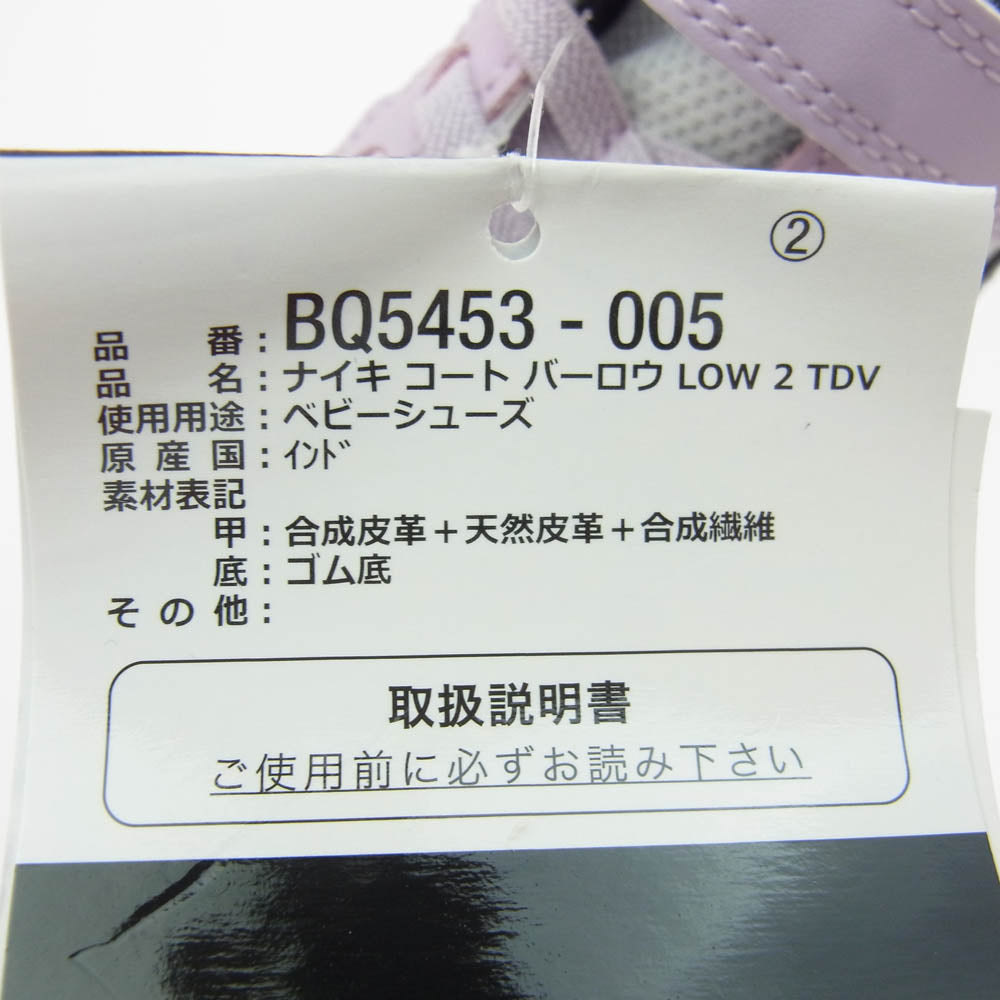 ②
品 番 : BQ5453 - 005
品 名 : ナイキ コート バーロウ LOW 2 TDV
使用用途 : ベビーシューズ
原 産 国 : ｲﾝﾄﾞ
素材表記
甲 : 合成皮革＋天然皮革＋合成繊維
底 : ゴム底
そ の 他 :
取扱説明書
ご使用前に必ずお読み下さい